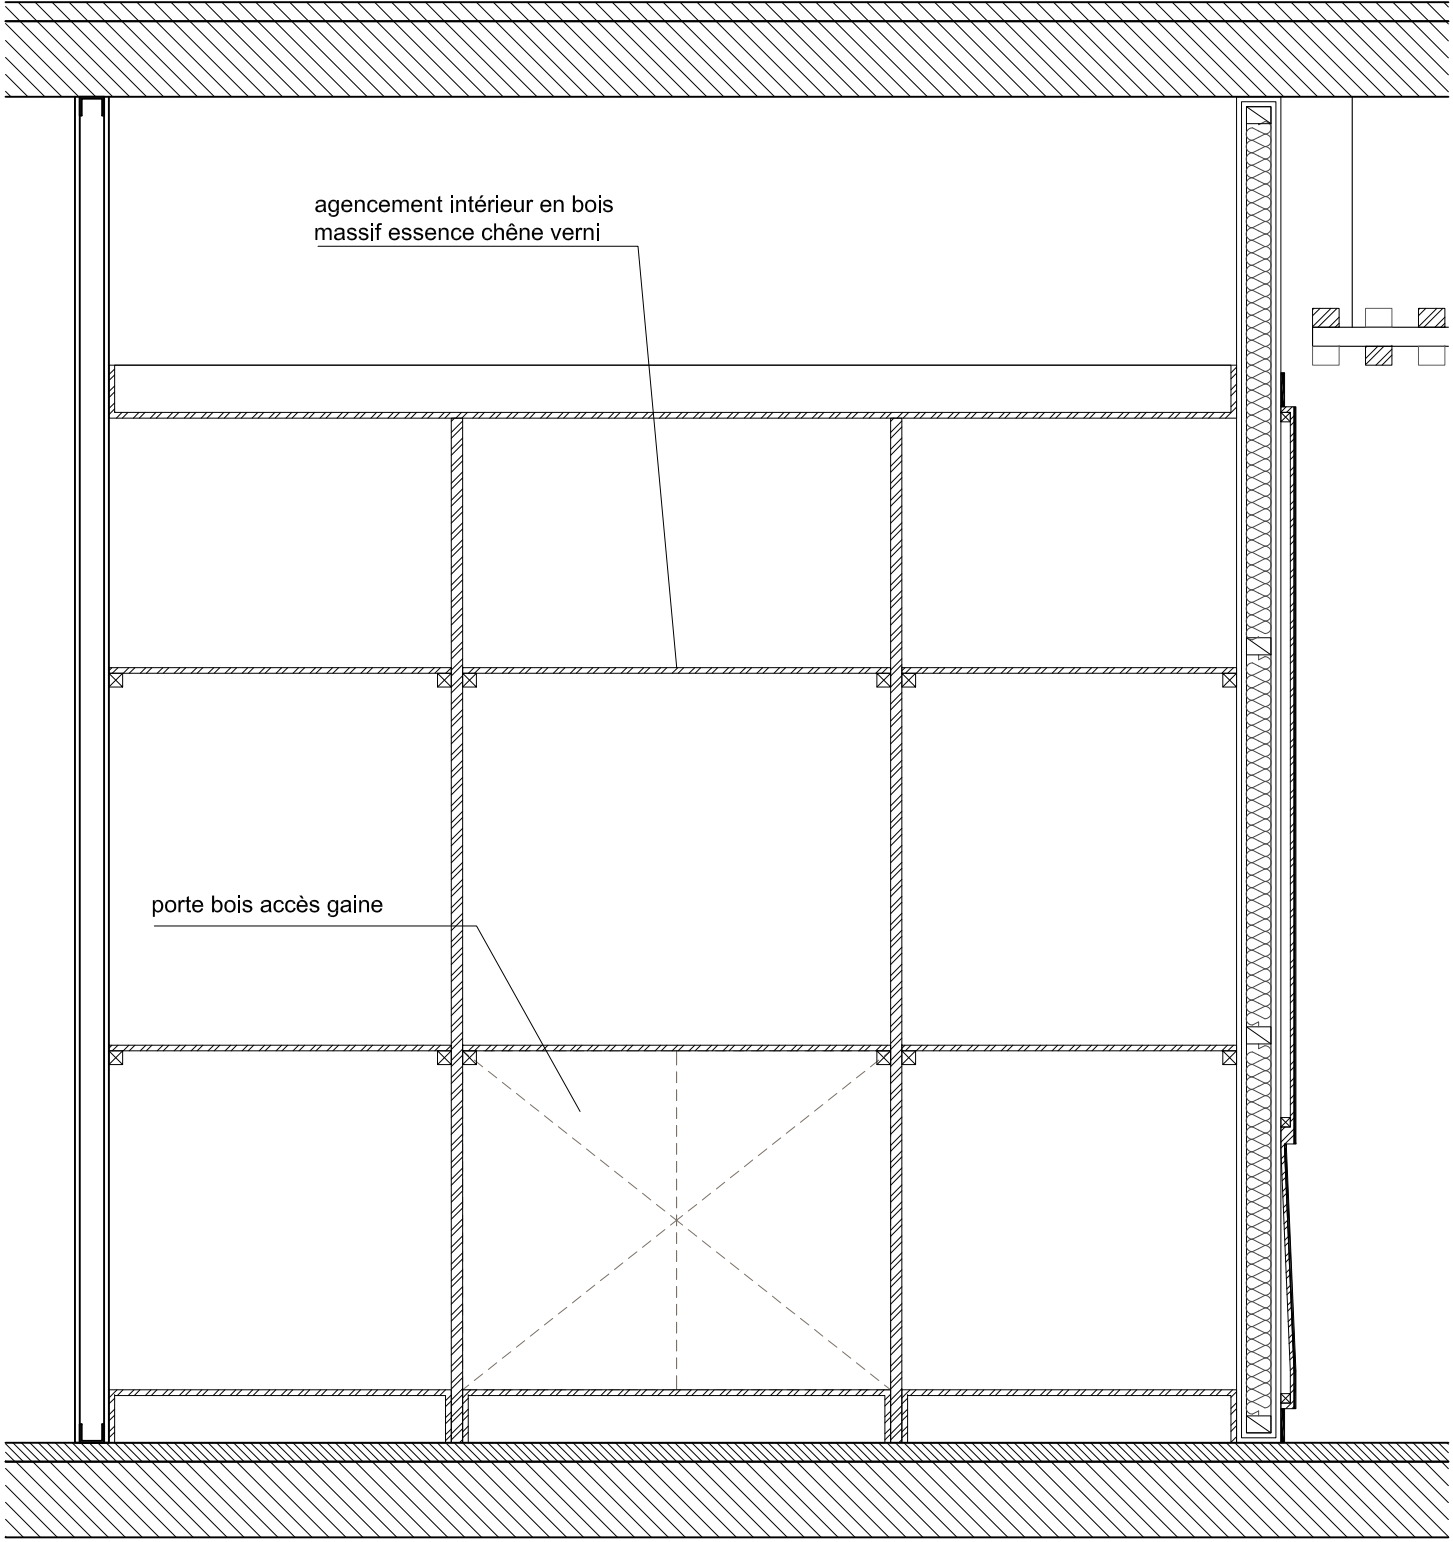 agencement intérieur en bois
massif essence chêne verni
porte bois accès gaine